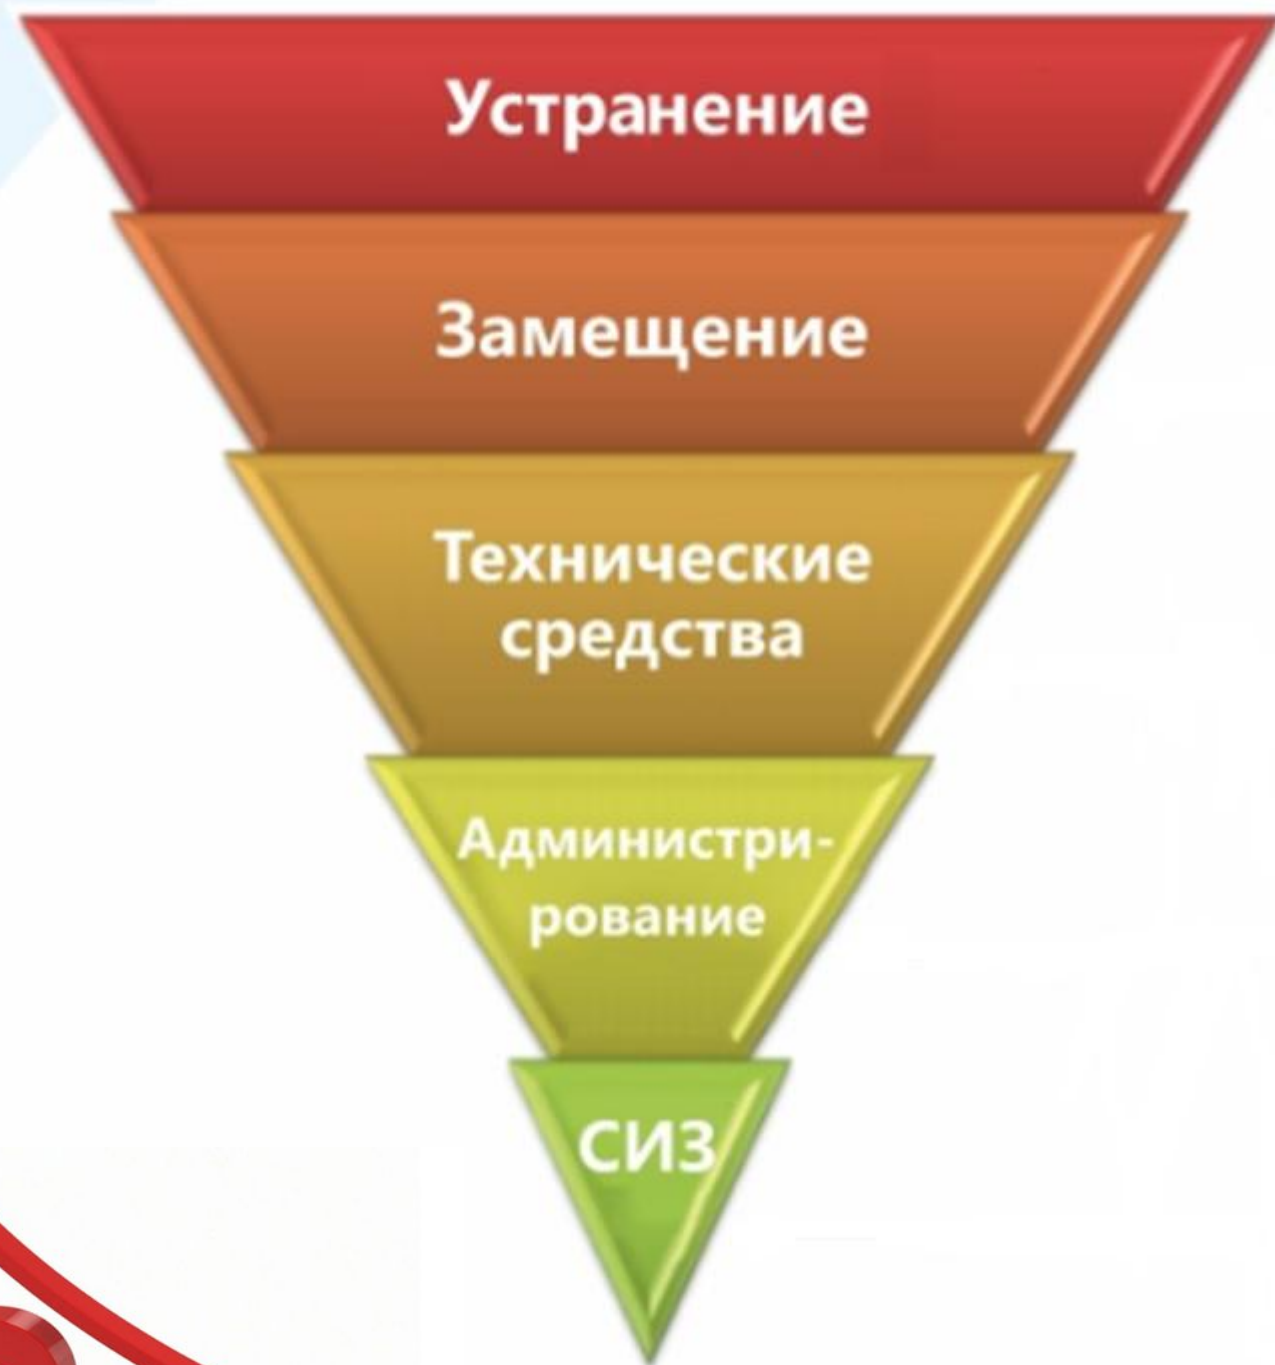 Устранение
Замещение
Технические
средства
Администри-
рование
СИЗ